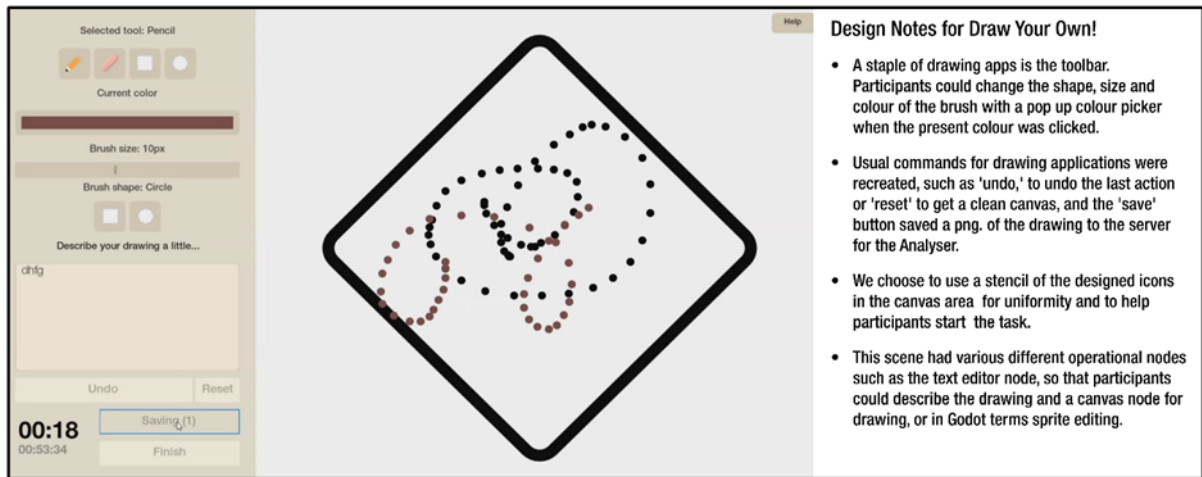 Selected tool: Pencil
Current color
Brush size: 10px
Brush shape: Circle
Describe your drawing a little...
dhfg
Undo
Reset
00:18
00:53:34
Saving (1)
Finish
Help
Design Notes for Draw Your Own!
• A staple of drawing apps is the toolbar.
Participants could change the shape, size and
colour of the brush with a pop up colour picker
when the present colour was clicked.
• Usual commands for drawing applications were
recreated, such as 'undo,' to undo the last action
or 'reset' to get a clean canvas, and the 'save'
button saved a png. of the drawing to the server
for the Analyser.
• We choose to use a stencil of the designed icons
in the canvas area for uniformity and to help
participants start the task.
• This scene had various different operational nodes
such as the text editor node, so that participants
could describe the drawing and a canvas node for
drawing, or in Godot terms sprite editing.